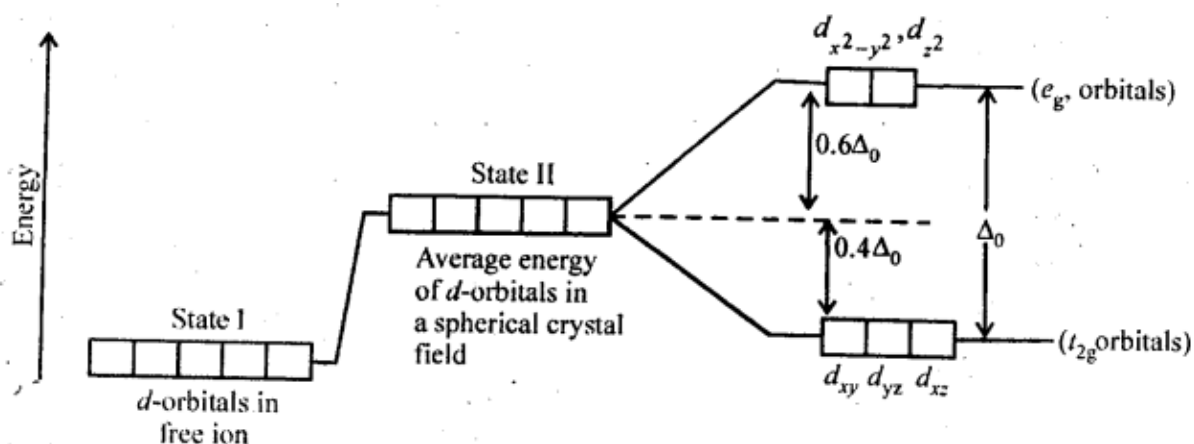 d_{x²−y²}, d_{z²}
(e_g, orbitals)
0.6Δ₀
State II
Energy
Δ₀
0.4Δ₀
Average energy
of d-orbitals in
a spherical crystal
field
State I
(t_{2g}orbitals)
d_{xy} d_{yz} d_{xz}
d-orbitals in
free ion